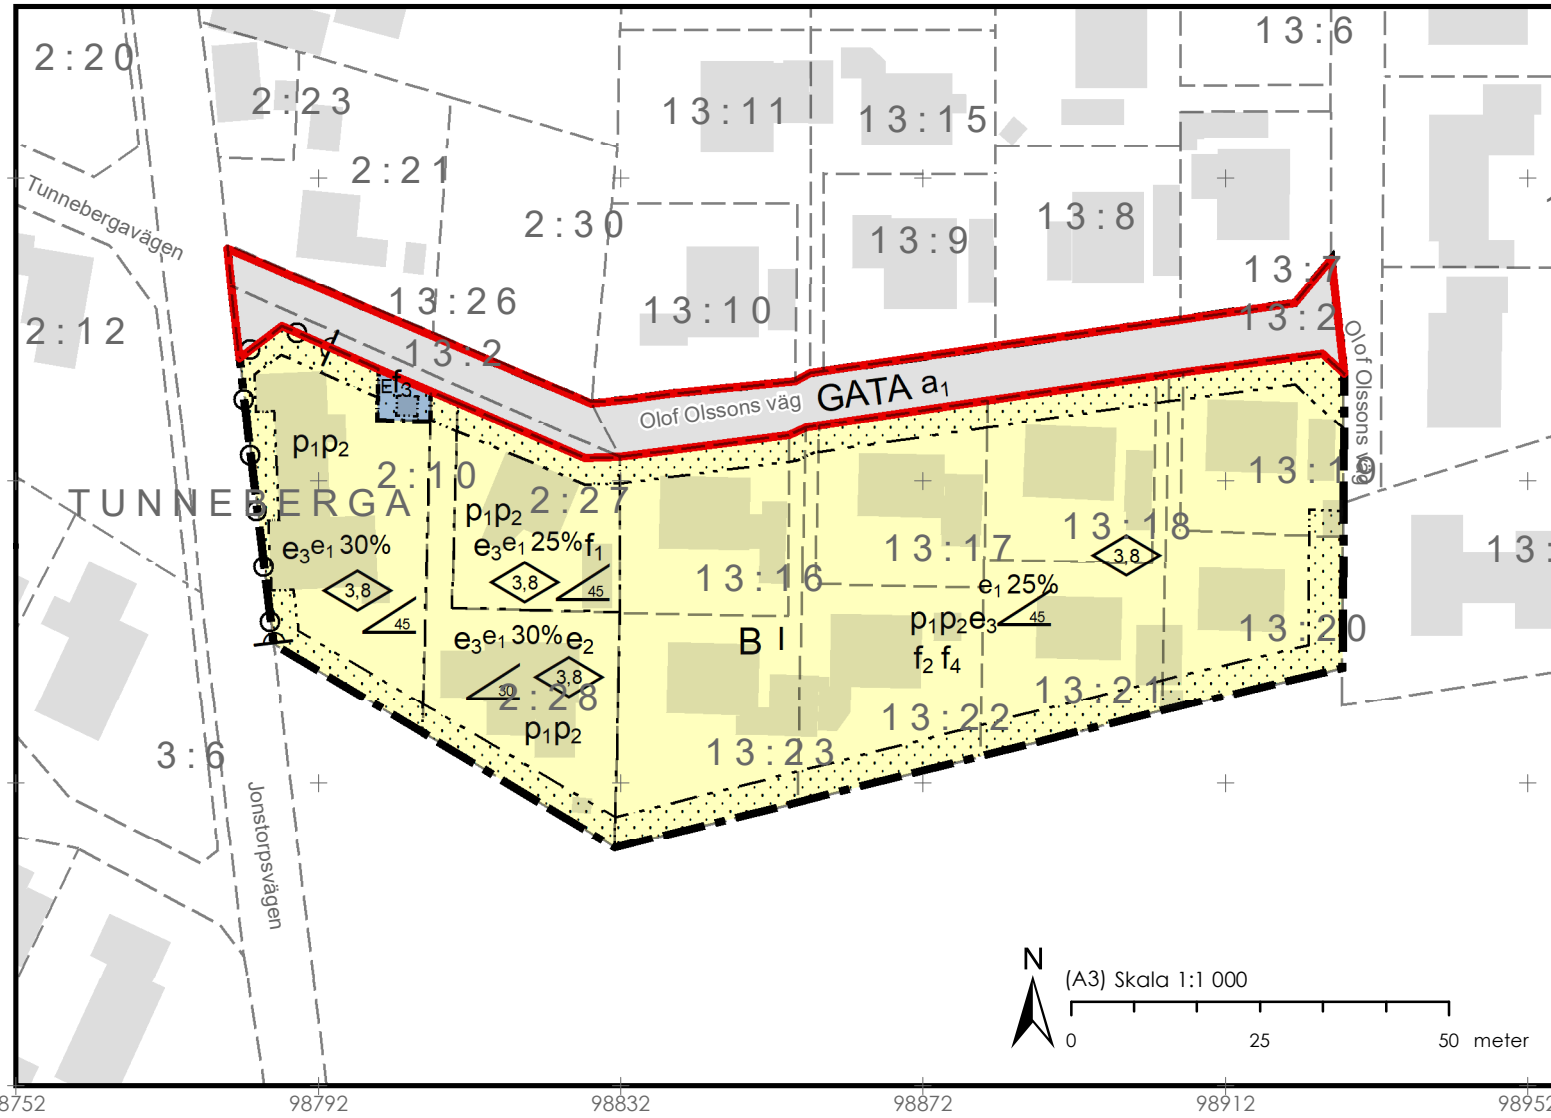 13:6
2:20
2:23
13:11
13:15
2:21
Tunnebergavägen
2:30
13:8
13:9
13:7
2:12
13:26
13:10
13:2
13:2
Olof Olssons väg
E f₃
GATA a₁
Olof Olssons väg
p₁p₂
2:10
13:19
TUNNEBERGA
2:27
p₁p₂
13:18
e₃e₁ 30%
e₃e₁ 25% f₁
13:17
13:
3,8
3,8
3,8
45
45
13:16
e₁ 25%
p₁p₂e₃
45
e₃e₁ 30% e₂
B I
13:20
f₂ f₄
3,8
30
2:28
13:21
p₁p₂
13:22
3:6
13:23
Jonstorpsvägen
N
(A3) Skala 1:1 000
0 25 50 meter
98752 98792 98832 98872 98912 98952